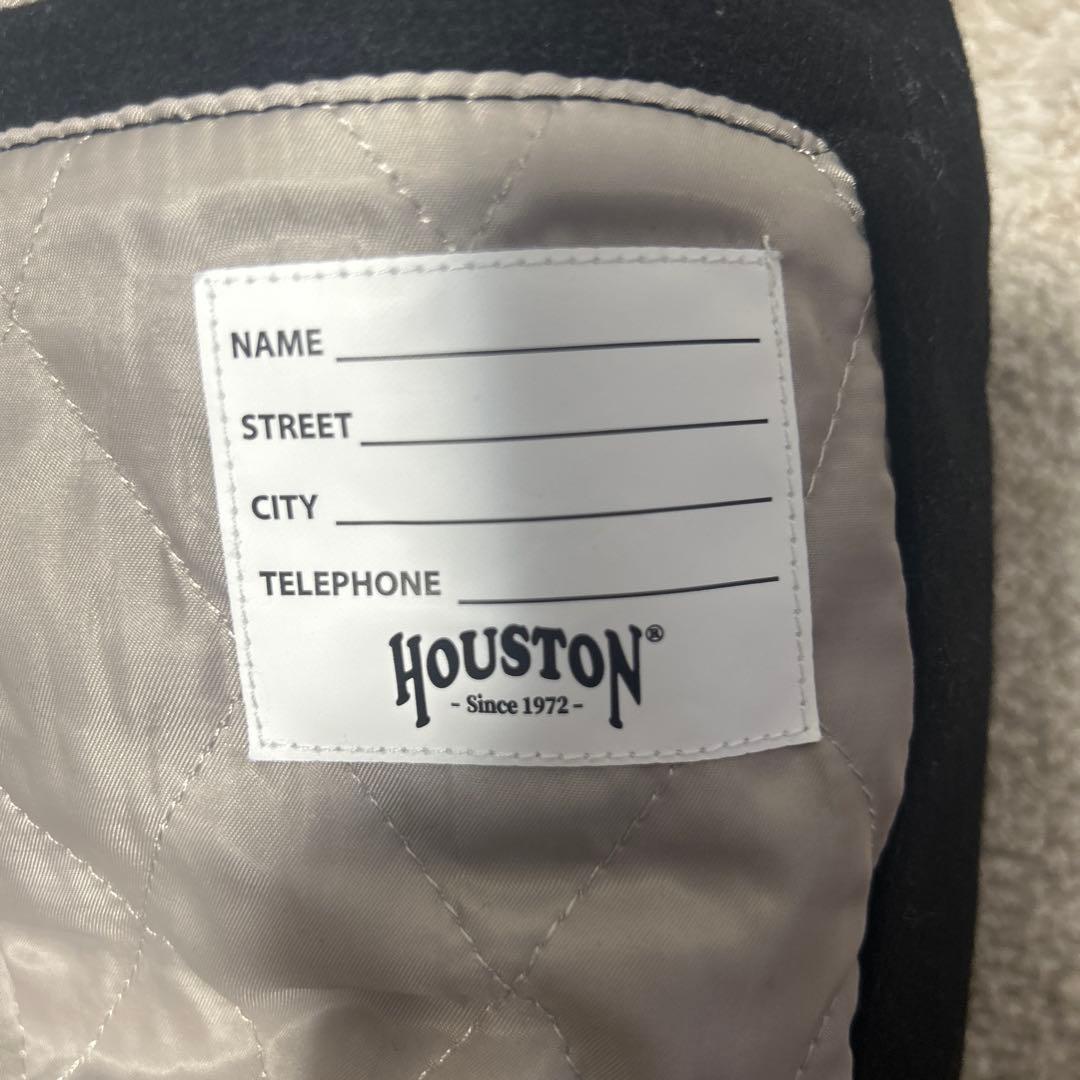 NAME
STREET
CITY
TELEPHONE
HOUSTON®
- Since 1972 -